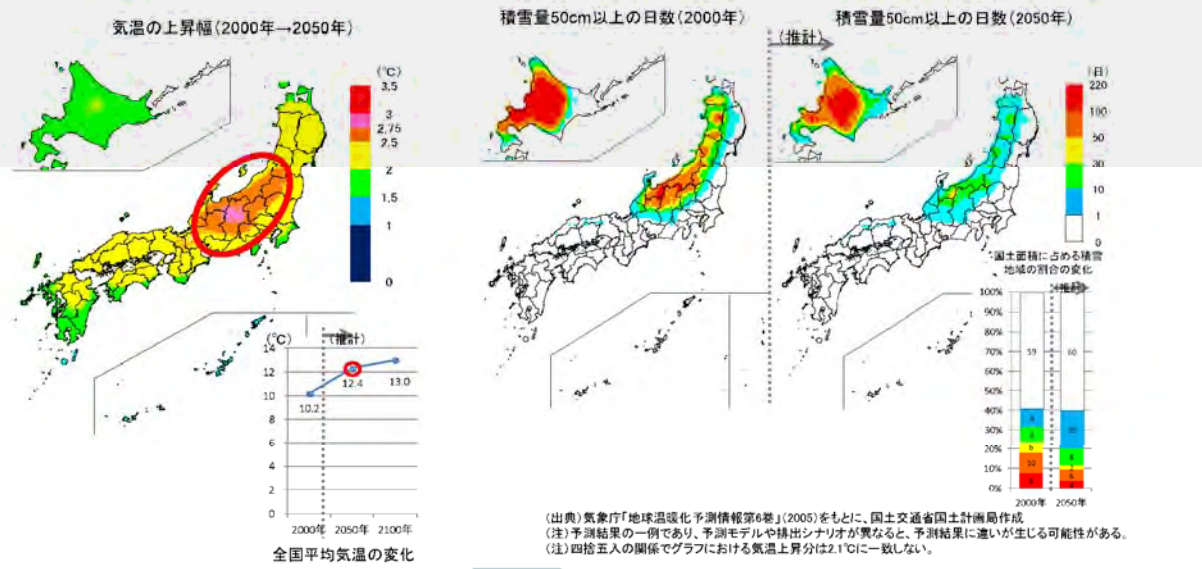 気温の上昇幅(2000年→2050年)
(℃)
3.5
3
2.75
2.5
2
1.5
1
0
(℃)
(推計)
14
12
10
8
6
4
2
0
10.2
12.4
13.0
2000年 2050年 2100年
全国平均気温の変化
積雪量50cm以上の日数(2000年)
積雪量50cm以上の日数(2050年)
(推計)
(日)
220
100
50
30
10
1
0
国土面積に占める積雪
地域の割合の変化
(推計)
100%
90%
80%
70%
60%
50%
40%
30%
20%
10%
0%
59
10
60
6
2000年 2050年
(出典)気象庁「地球温暖化予測情報第6巻」(2005)をもとに、国土交通省国土計画局作成
(注)予測結果の一例であり、予測モデルや排出シナリオが異なると、予測結果に違いが生じる可能性がある。
(注)四捨五入の関係でグラフにおける気温上昇分は2.1℃に一致しない。